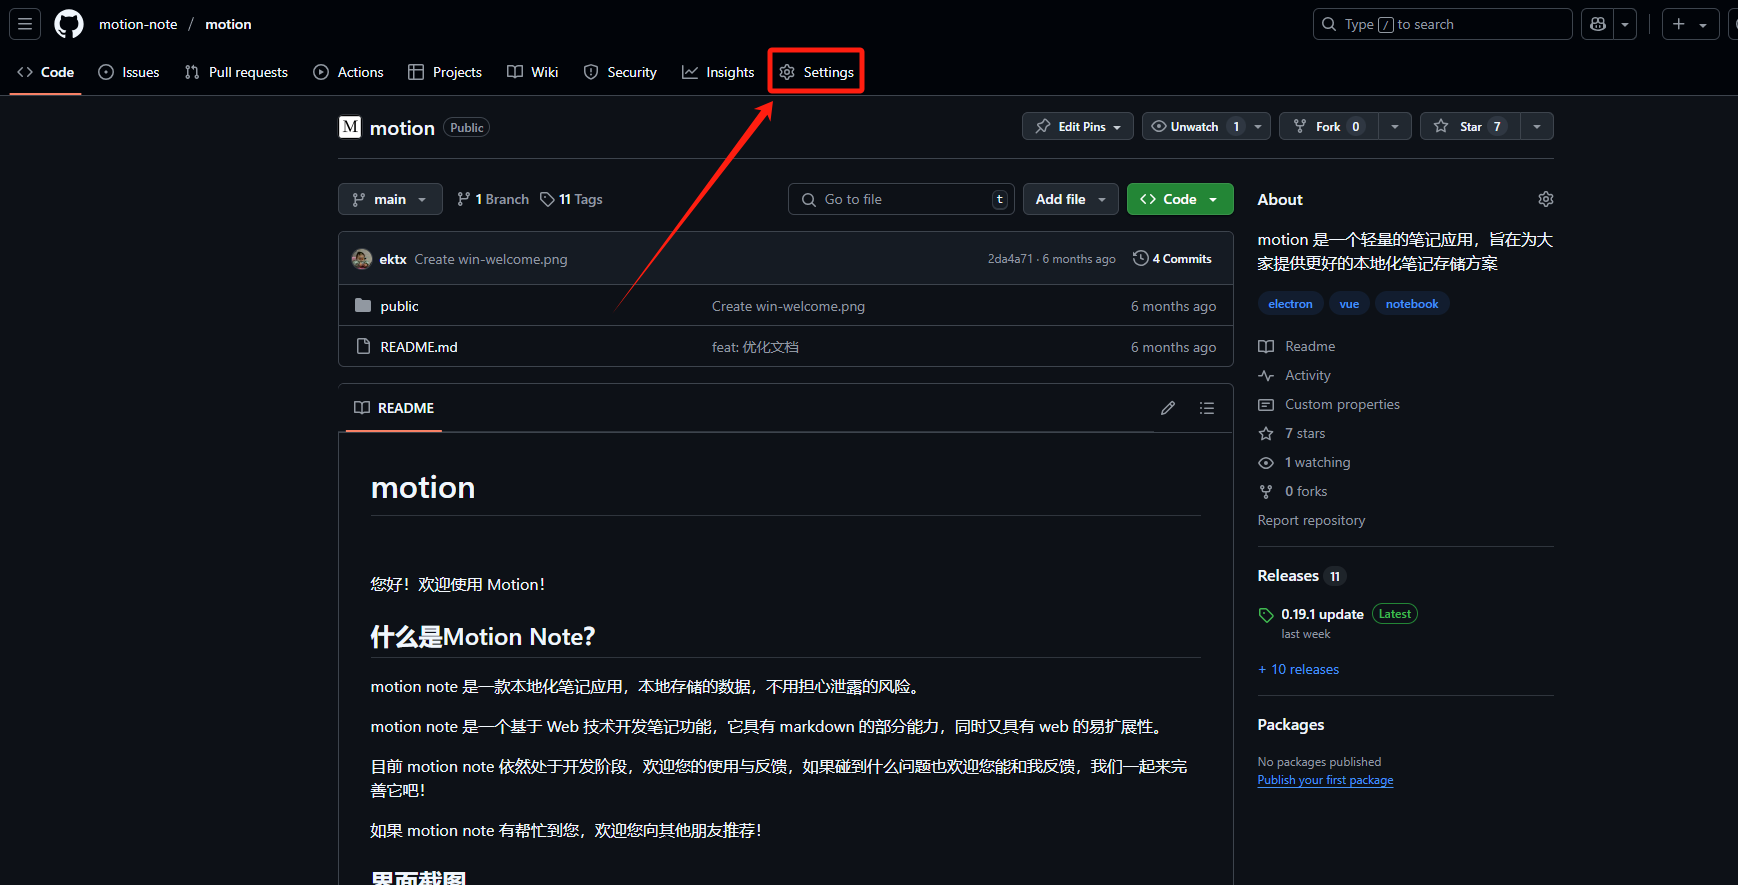 motion-note / motion
Type / to search
Code
Issues
Pull requests
Actions
Projects
Wiki
Security
Insights
Settings
M motion Public
Edit Pins
Unwatch 1
Fork 0
Star 7
main
1 Branch
11 Tags
Go to file t
Add file
Code
ektx Create win-welcome.png
2da4a71 · 6 months ago
4 Commits
public Create win-welcome.png 6 months ago
README.md feat: 优化文档 6 months ago
README
motion
您好！欢迎使用 Motion！
什么是Motion Note？
motion note 是一款本地化笔记应用，本地存储的数据，不用担心泄露的风险。
motion note 是一个基于 Web 技术开发笔记功能，它具有 markdown 的部分能力，同时又具有 web 的易扩展性。
目前 motion note 依然处于开发阶段，欢迎您的使用与反馈，如果碰到什么问题也欢迎您能和我反馈，我们一起来完
善它吧！
如果 motion note 有帮忙到您，欢迎您向其他朋友推荐！
界面截图
About
motion 是一个轻量的笔记应用，旨在为大
家提供更好的本地化笔记存储方案
electron vue notebook
Readme
Activity
Custom properties
7 stars
1 watching
0 forks
Report repository
Releases 11
0.19.1 update Latest
last week
+ 10 releases
Packages
No packages published
Publish your first package